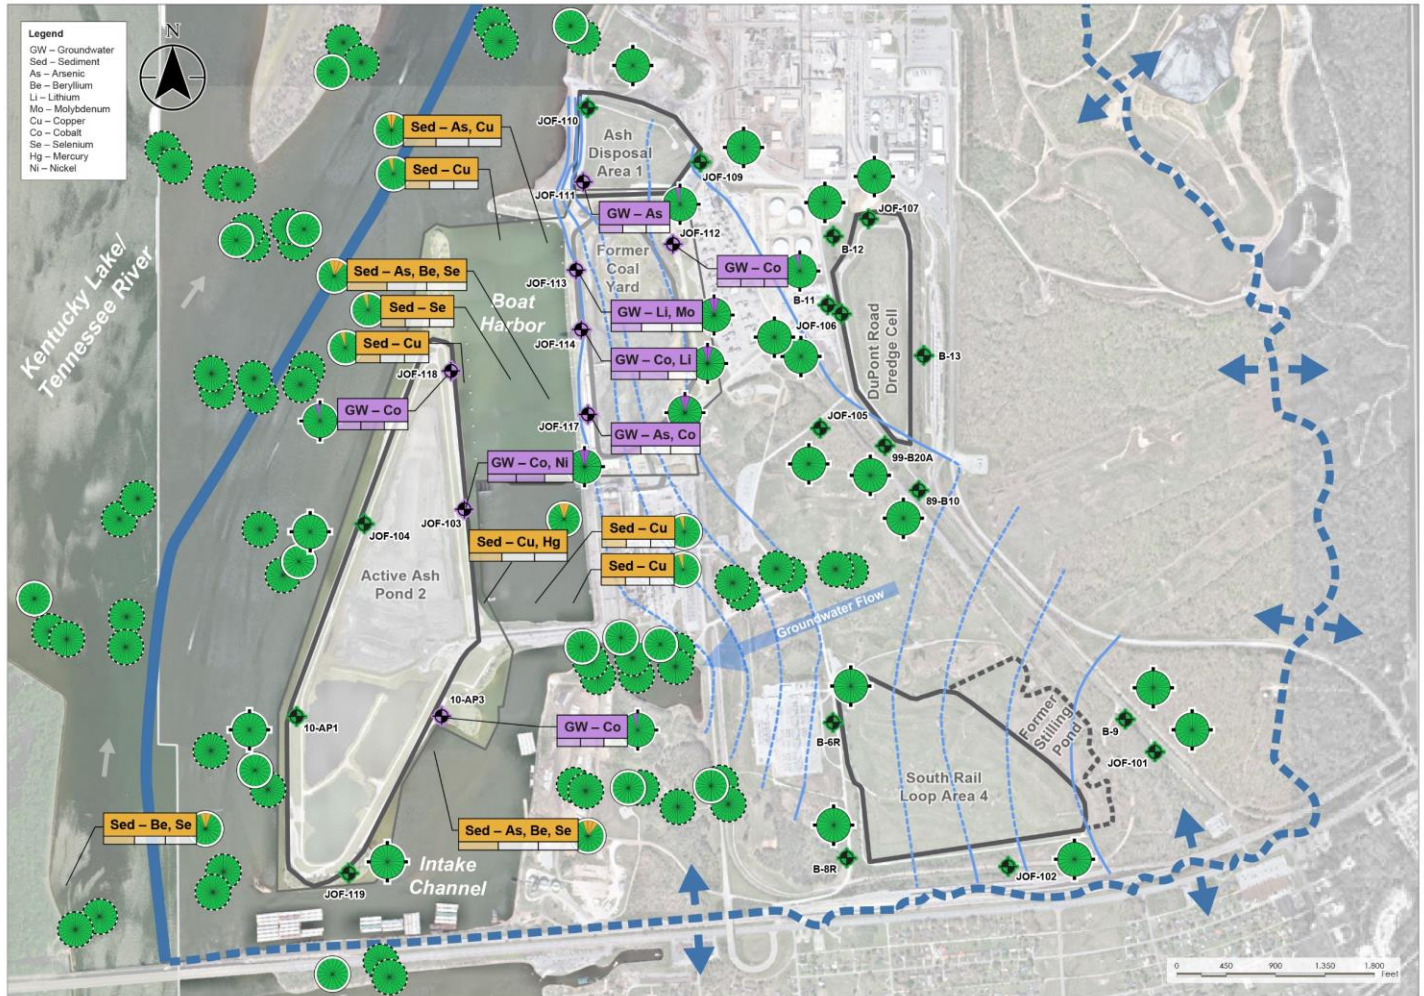 Legend
GW – Groundwater
Sed – Sediment
As – Arsenic
Be – Beryllium
Li – Lithium
Mo – Molybdenum
Cu – Copper
Co – Cobalt
Se – Selenium
Hg – Mercury
Ni – Nickel
N
Kentucky Lake/
Tennessee River
JOF-110
Sed – As, Cu
Ash
Disposal
Area 1
JOF-109
Sed – Cu
JOF-111
GW – As
JOF-107
JOF-112
B-12
Former
Coal
Yard
Sed – As, Be, Se
GW – Co
JOF-113
Boat
Harbor
Sed – Se
B-11
GW – Li, Mo
JOF-106
DuPont Road
Dredge Cell
Sed – Cu
JOF-114
B-13
GW – Co, Li
JOF-118
GW – Co
JOF-117
JOF-105
GW – As, Co
99-B20A
GW – Co, Ni
89-B10
JOF-103
JOF-104
Sed – Cu, Hg
Sed – Cu
Sed – Cu
Active Ash
Pond 2
Groundwater Flow
10-AP3
10-AP1
GW – Co
B-6R
Former
Stilling
Pond
B-9
JOF-101
South Rail
Loop Area 4
Sed – Be, Se
Sed – As, Be, Se
Intake
Channel
JOF-119
B-8R
JOF-102
0 450 900 1,350 1,800
Feet